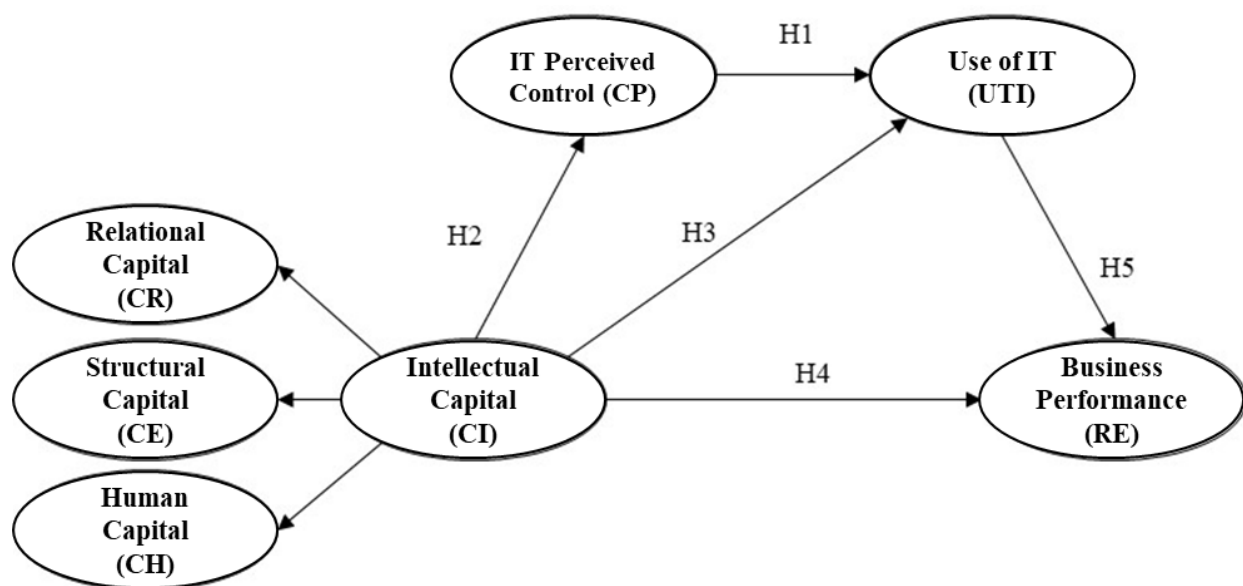 H1
IT Perceived
Control (CP)
Use of IT
(UTI)
H2
H3
H5
Relational
Capital
(CR)
Structural
Capital
(CE)
Intellectual
Capital
(CI)
H4
Business
Performance
(RE)
Human
Capital
(CH)